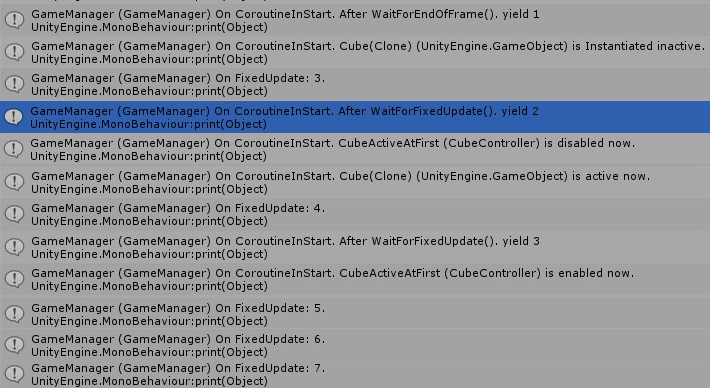 GameManager (GameManager) On CoroutineInStart. After WaitForEndOfFrame(). yield 1
UnityEngine.MonoBehaviour:print(Object)
GameManager (GameManager) On CoroutineInStart. Cube(Clone) (UnityEngine.GameObject) is Instantiated inactive.
UnityEngine.MonoBehaviour:print(Object)
GameManager (GameManager) On FixedUpdate: 3.
UnityEngine.MonoBehaviour:print(Object)
GameManager (GameManager) On CoroutineInStart. After WaitForFixedUpdate(). yield 2
UnityEngine.MonoBehaviour:print(Object)
GameManager (GameManager) On CoroutineInStart. CubeActiveAtFirst (CubeController) is disabled now.
UnityEngine.MonoBehaviour:print(Object)
GameManager (GameManager) On CoroutineInStart. Cube(Clone) (UnityEngine.GameObject) is active now.
UnityEngine.MonoBehaviour:print(Object)
GameManager (GameManager) On FixedUpdate: 4.
UnityEngine.MonoBehaviour:print(Object)
GameManager (GameManager) On CoroutineInStart. After WaitForFixedUpdate(). yield 3
UnityEngine.MonoBehaviour:print(Object)
GameManager (GameManager) On CoroutineInStart. CubeActiveAtFirst (CubeController) is enabled now.
UnityEngine.MonoBehaviour:print(Object)
GameManager (GameManager) On FixedUpdate: 5.
UnityEngine.MonoBehaviour:print(Object)
GameManager (GameManager) On FixedUpdate: 6.
UnityEngine.MonoBehaviour:print(Object)
GameManager (GameManager) On FixedUpdate: 7.
UnityEngine.MonoBehaviour:print(Object)